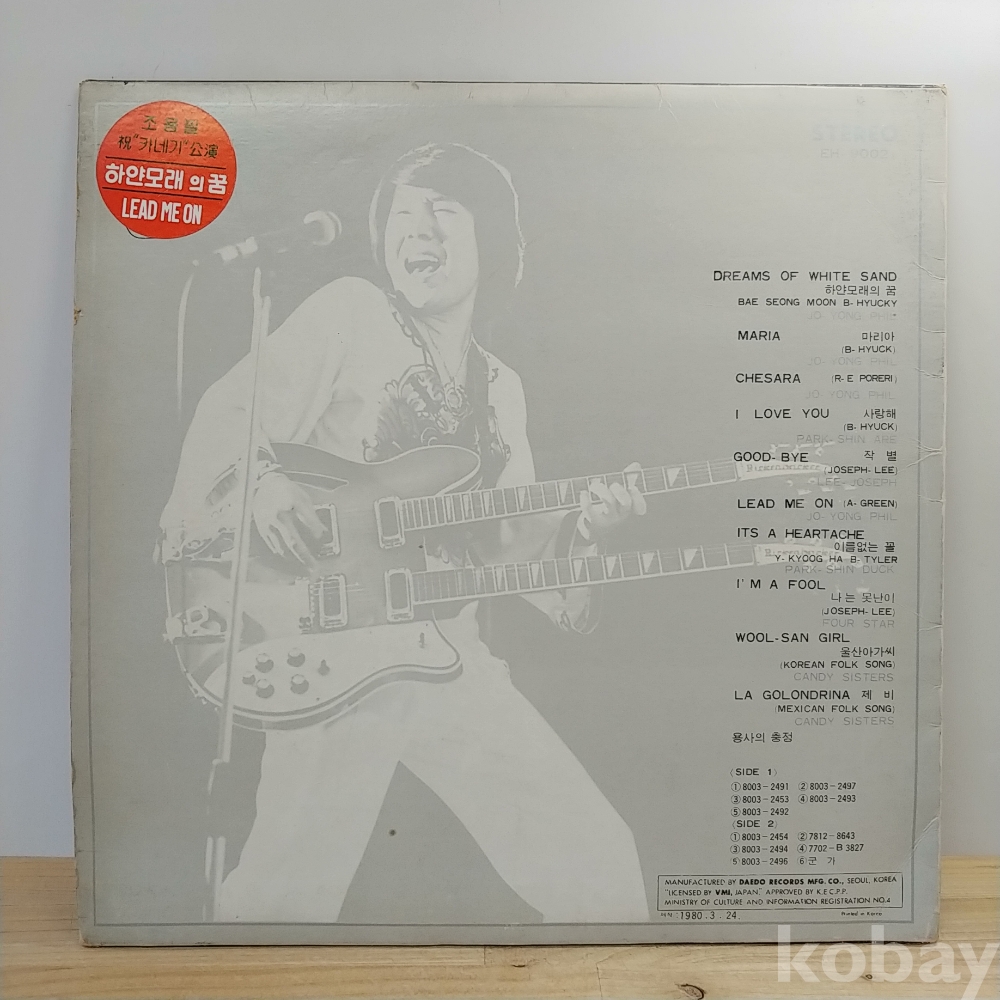 조용필
祝"카네기"公演
하얀모래의 꿈
LEAD ME ON
STEREO
DREAMS OF WHITE SAND
하얀모래의 꿈
BAE SEONG MOON B-HYUCKY
JO-YONG PHIL
MARIA 마리아
(B-HYUCK)
JO-YONG PHIL
CHESARA (R-E PORERI)
JO-YONG PHIL
I LOVE YOU 사랑해
(B-HYUCK)
PARK-SHIN ARE
GOOD-BYE 작 별
(JOSEPH-LEE)
LEE-JOSEPH
LEAD ME ON (A-GREEN)
JO-YONG PHIL
ITS A HEARTACHE
이름없는 꽃
Y-KYOOG HA B-TYLER
PARK-SHIN DUCK
I'M A FOOL
나는 못난이
(JOSEPH-LEE)
FOUR STAR
WOOL-SAN GIRL
울산아가씨
(KOREAN FOLK SONG)
CANDY SISTERS
LA GOLONDRINA 제 비
(MEXICAN FOLK SONG)
CANDY SISTERS
용사의 충정
(SIDE 1)
①8003-2491 ②8003-2497
③8003-2453 ④8003-2493
⑤8003-2492
(SIDE 2)
①8003-2454 ②7812-8643
③8003-2494 ④7702-B3827
⑤8003-2496 ⑥군 가
MANUFACTURED BY DAEDO RECORDS MFG. CO., SEOUL, KOREA
"LICENSED BY VMI, JAPAN." APPROVED BY K.E.C.P.P.
MINISTRY OF CULTURE AND INFORMATION REGISTRATION NO.4
:1980.3.24. Printed in Korea
kobay